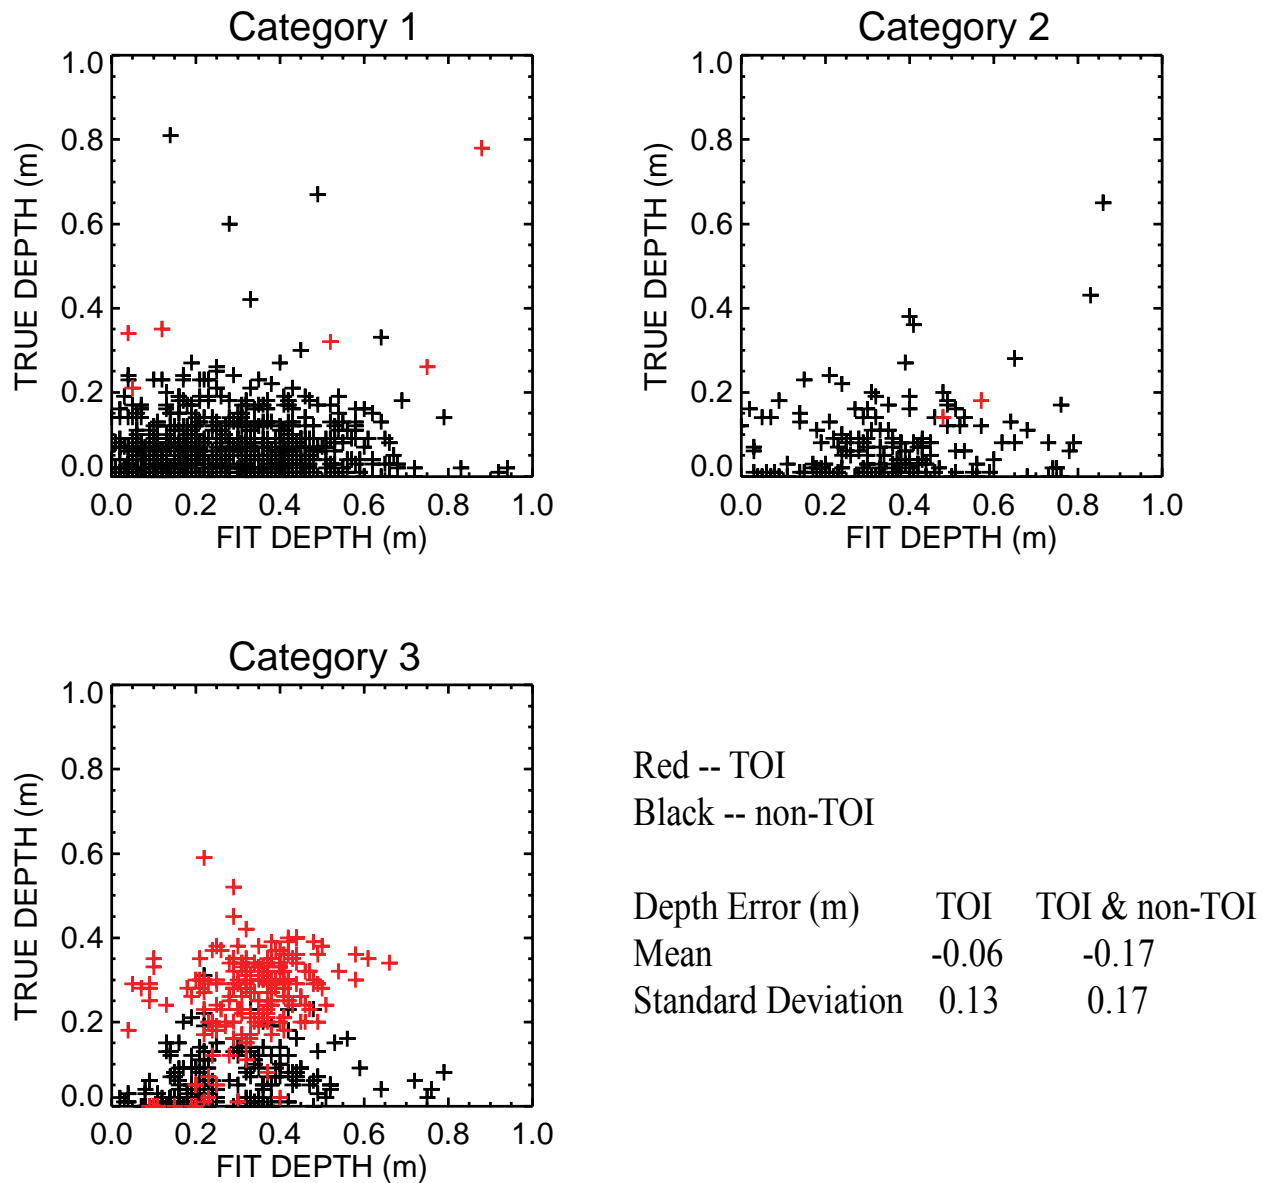 Category 1
1.0
0.8
0.6
0.4
0.2
0.0
TRUE DEPTH (m)
0.0 0.2 0.4 0.6 0.8 1.0
FIT DEPTH (m)
Category 2
1.0
0.8
0.6
0.4
0.2
0.0
TRUE DEPTH (m)
0.0 0.2 0.4 0.6 0.8 1.0
FIT DEPTH (m)
Category 3
1.0
0.8
0.6
0.4
0.2
0.0
TRUE DEPTH (m)
0.0 0.2 0.4 0.6 0.8 1.0
FIT DEPTH (m)
Red -- TOI
Black -- non-TOI
Depth Error (m) TOI TOI & non-TOI
Mean -0.06 -0.17
Standard Deviation 0.13 0.17